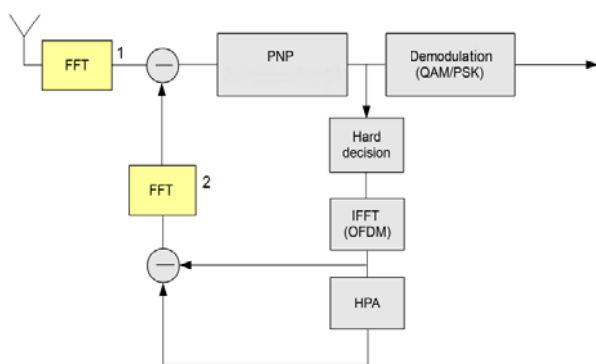 FFT
1
PNP
Demodulation
(QAM/PSK)
Hard
decision
FFT
2
IFFT
(OFDM)
HPA